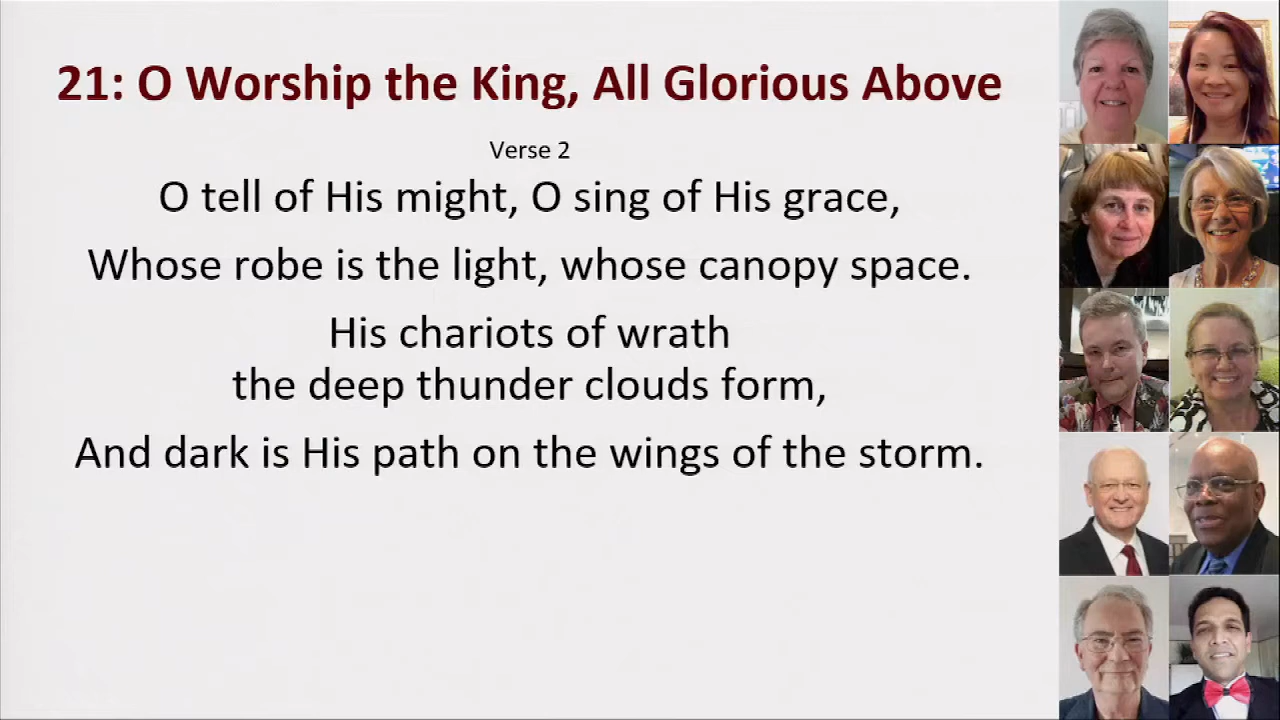 21: O Worship the King, All Glorious Above
Verse 2
O tell of His might, O sing of His grace,
Whose robe is the light, whose canopy space.
His chariots of wrath
the deep thunder clouds form,
And dark is His path on the wings of the storm.